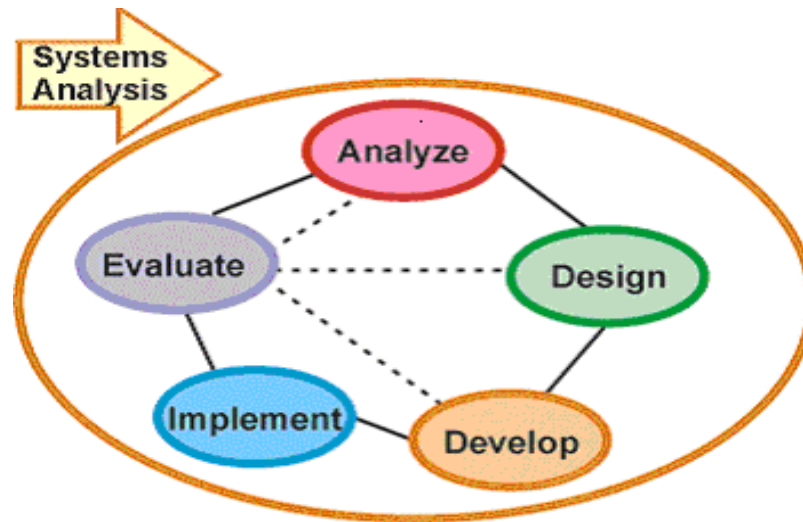 Systems
Analysis
Analyze
Evaluate
Design
Implement
Develop